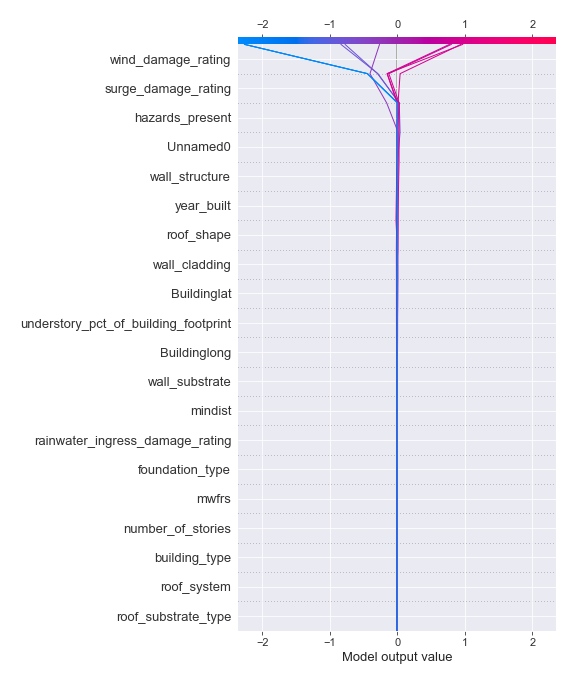 −2 −1 0 1 2
wind_damage_rating
surge_damage_rating
hazards_present
Unnamed0
wall_structure
year_built
roof_shape
wall_cladding
Buildinglat
understory_pct_of_building_footprint
Buildinglong
wall_substrate
mindist
rainwater_ingress_damage_rating
foundation_type
mwfrs
number_of_stories
building_type
roof_system
roof_substrate_type
−2 −1 0 1 2
Model output value